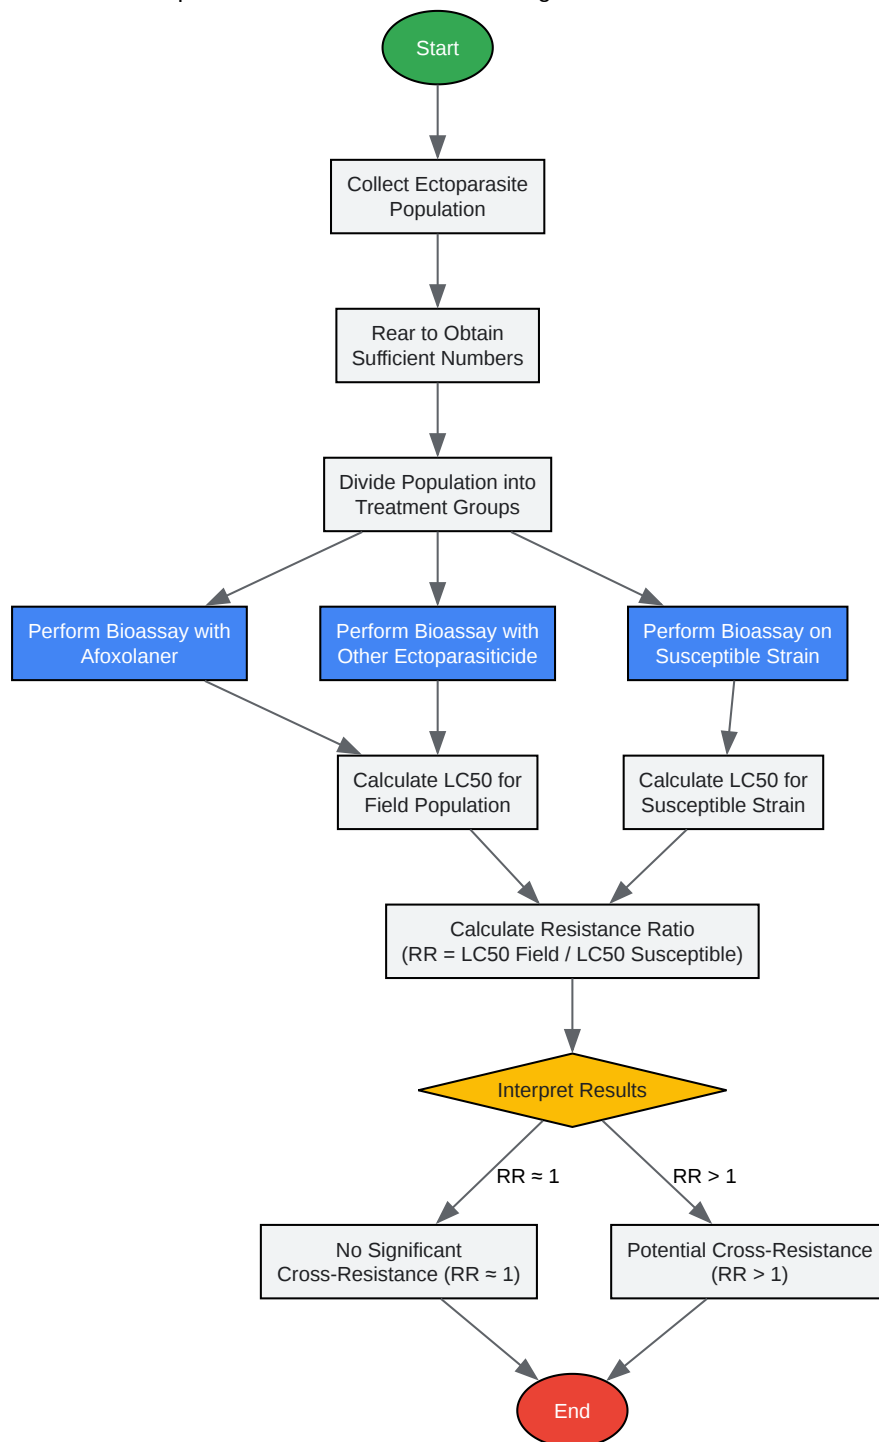 Start
Collect Ectoparasite
Population
Rear to Obtain
Sufficient Numbers
Divide Population into
Treatment Groups
Perform Bioassay with
Afoxolaner
Perform Bioassay with
Other Ectoparasiticide
Perform Bioassay on
Susceptible Strain
Calculate LC50 for
Field Population
Calculate LC50 for
Susceptible Strain
Calculate Resistance Ratio
(RR = LC50 Field / LC50 Susceptible)
Interpret Results
RR ≈ 1
RR > 1
No Significant
Cross-Resistance (RR ≈ 1)
Potential Cross-Resistance
(RR > 1)
End